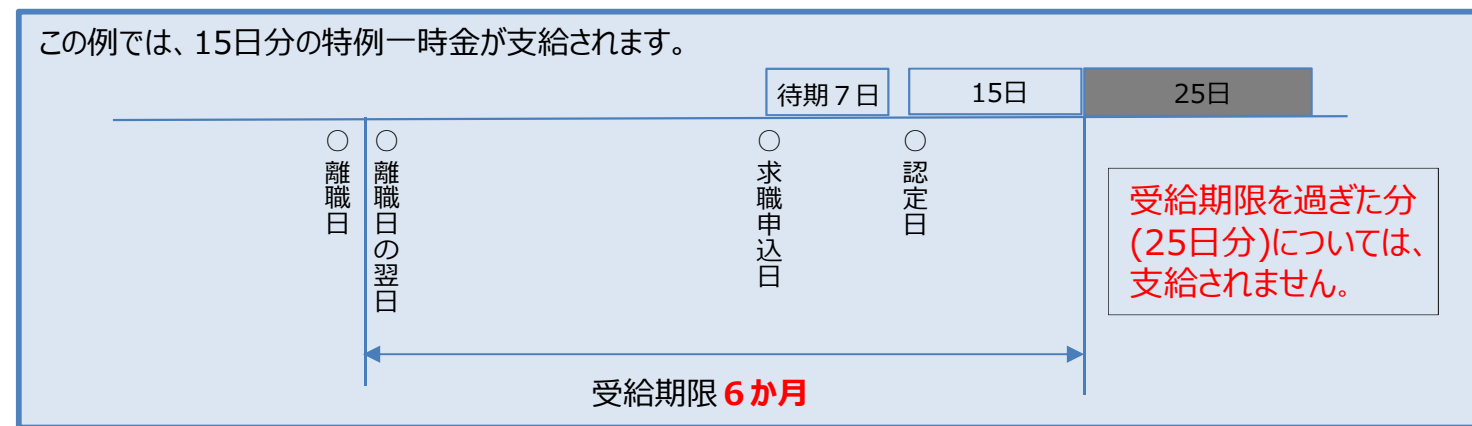 この例では、15日分の特例一時金が支給されます。
待期７日
15日
25日
○離職日
○離職日の翌日
○求職申込日
○認定日
受給期限を過ぎた分
(25日分)については、
支給されません。
受給期限６か月